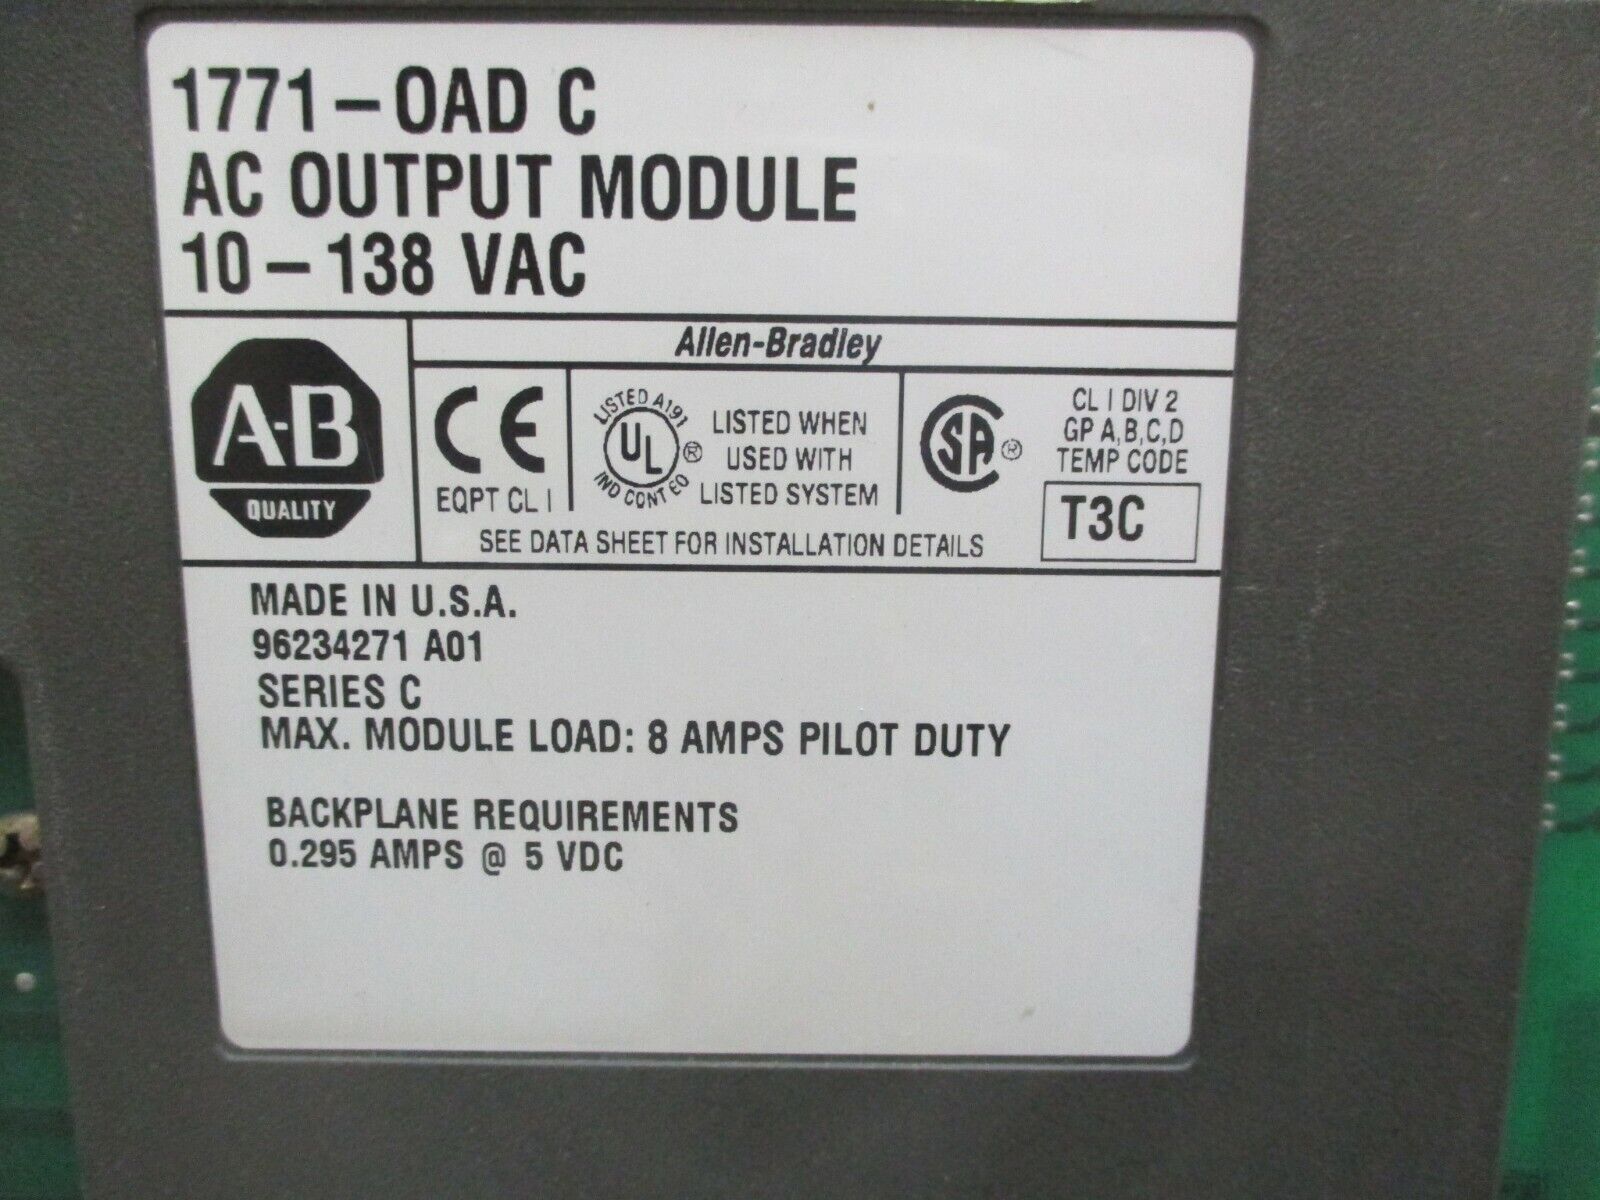 1771-OAD C
AC OUTPUT MODULE
10-138 VAC
Allen-Bradley
A-B
QUALITY
CE
EQPT CL I
LISTED A191
UL ®
IND CONT EQ
LISTED WHEN
USED WITH
LISTED SYSTEM
SA ®
CL I DIV 2
GP A,B,C,D
TEMP CODE
T3C
SEE DATA SHEET FOR INSTALLATION DETAILS
MADE IN U.S.A.
96234271 A01
SERIES C
MAX. MODULE LOAD: 8 AMPS PILOT DUTY
BACKPLANE REQUIREMENTS
0.295 AMPS @ 5 VDC